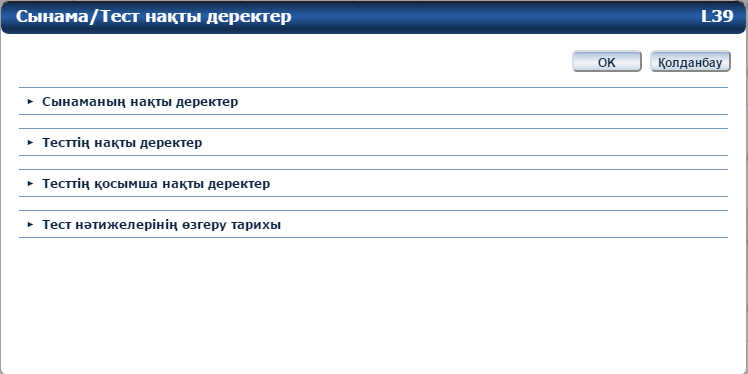 Сынама/Тест нақты деректер L39
OK Қолданбау
Сынаманың нақты деректер
Тесттің нақты деректер
Тесттің қосымша нақты деректер
Тест нәтижелерінің өзгеру тарихы